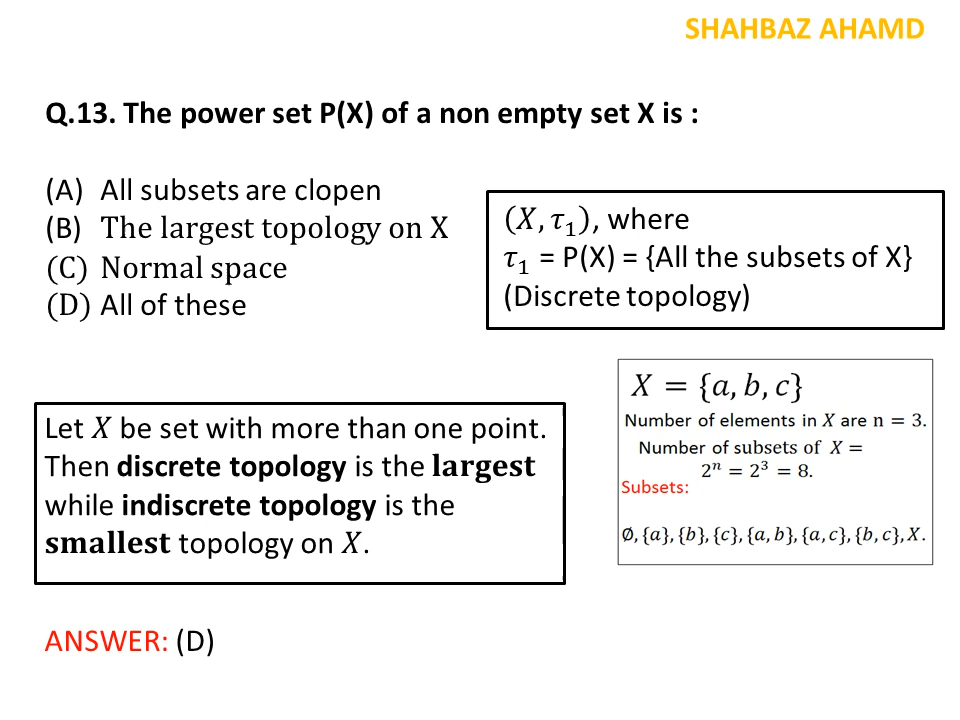 SHAHBAZ AHAMD
Q.13. The power set P(X) of a non empty set X is :
(A) All subsets are clopen
(B) The largest topology on X
(C) Normal space
(D) All of these
(𝑋, 𝜏₁), where
𝜏₁ = P(X) = {All the subsets of X}
(Discrete topology)
𝑋 = {𝑎, 𝑏, 𝑐}
Number of elements in 𝑋 are n = 3.
Number of subsets of 𝑋 =
2ⁿ = 2³ = 8.
Subsets:
∅, {𝑎}, {𝑏}, {𝑐}, {𝑎, 𝑏}, {𝑎, 𝑐}, {𝑏, 𝑐}, 𝑋.
Let 𝑋 be set with more than one point.
Then discrete topology is the largest
while indiscrete topology is the
smallest topology on 𝑋.
ANSWER: (D)